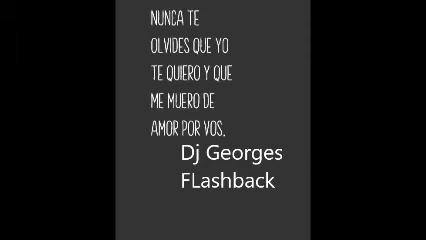 NUNCA TE
OLVIDES QUE YO
TE QUIERO Y QUE
ME MUERO DE
AMOR POR VOS.
Dj Georges
FLashback